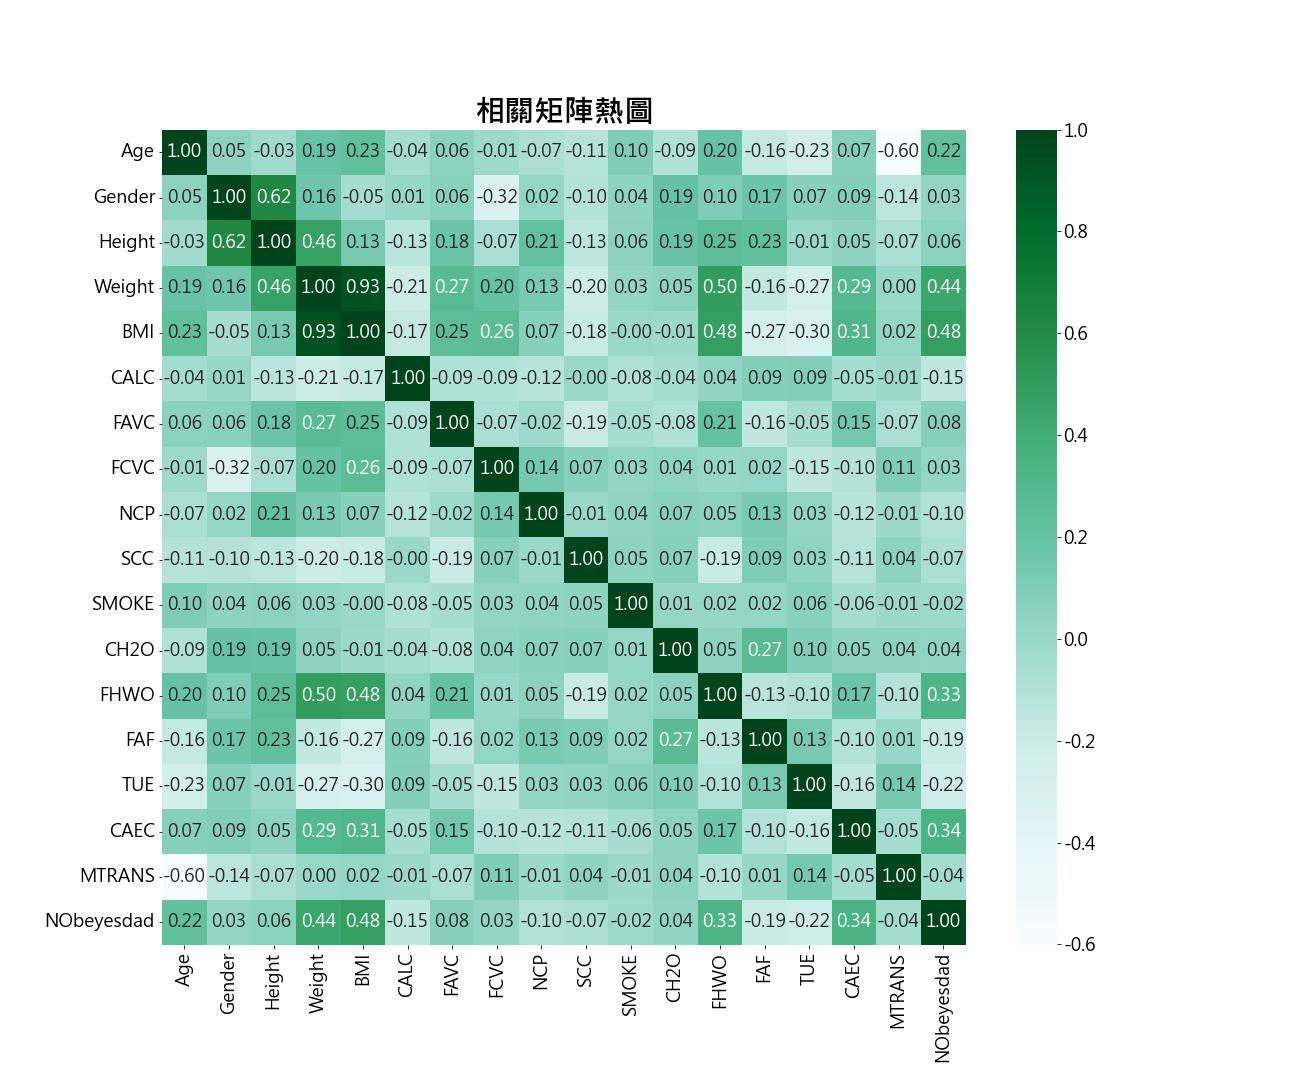 相關矩陣熱圖
Age 1.00 0.05 -0.03 0.19 0.23 -0.04 0.06 -0.01 -0.07 -0.11 0.10 -0.09 0.20 -0.16 -0.23 0.07 -0.60 0.22
Gender 0.05 1.00 0.62 0.16 -0.05 0.01 0.06 -0.32 0.02 -0.10 0.04 0.19 0.10 0.17 0.07 0.09 -0.14 0.03
Height -0.03 0.62 1.00 0.46 0.13 -0.13 0.18 -0.07 0.21 -0.13 0.06 0.19 0.25 0.23 -0.01 0.05 -0.07 0.06
Weight 0.19 0.16 0.46 1.00 0.93 -0.21 0.27 0.20 0.13 -0.20 0.03 0.05 0.50 -0.16 -0.27 0.29 0.00 0.44
BMI 0.23 -0.05 0.13 0.93 1.00 -0.17 0.25 0.26 0.07 -0.18 -0.00 -0.01 0.48 -0.27 -0.30 0.31 0.02 0.48
CALC -0.04 0.01 -0.13 -0.21 -0.17 1.00 -0.09 -0.09 -0.12 -0.00 -0.08 -0.04 0.04 0.09 0.09 -0.05 -0.01 -0.15
FAVC 0.06 0.06 0.18 0.27 0.25 -0.09 1.00 -0.07 -0.02 -0.19 -0.05 -0.08 0.21 -0.16 -0.05 0.15 -0.07 0.08
FCVC -0.01 -0.32 -0.07 0.20 0.26 -0.09 -0.07 1.00 0.14 0.07 0.03 0.04 0.01 0.02 -0.15 -0.10 0.11 0.03
NCP -0.07 0.02 0.21 0.13 0.07 -0.12 -0.02 0.14 1.00 -0.01 0.04 0.07 0.05 0.13 0.03 -0.12 -0.01 -0.10
SCC -0.11 -0.10 -0.13 -0.20 -0.18 -0.00 -0.19 0.07 -0.01 1.00 0.05 0.07 -0.19 0.09 0.03 -0.11 0.04 -0.07
SMOKE 0.10 0.04 0.06 0.03 -0.00 -0.08 -0.05 0.03 0.04 0.05 1.00 0.01 0.02 0.02 0.06 -0.06 -0.01 -0.02
CH2O -0.09 0.19 0.19 0.05 -0.01 -0.04 -0.08 0.04 0.07 0.07 0.01 1.00 0.05 0.27 0.10 0.05 0.04 0.04
FHWO 0.20 0.10 0.25 0.50 0.48 0.04 0.21 0.01 0.05 -0.19 0.02 0.05 1.00 -0.13 -0.10 0.17 -0.10 0.33
FAF -0.16 0.17 0.23 -0.16 -0.27 0.09 -0.16 0.02 0.13 0.09 0.02 0.27 -0.13 1.00 0.13 -0.10 0.01 -0.19
TUE -0.23 0.07 -0.01 -0.27 -0.30 0.09 -0.05 -0.15 0.03 0.03 0.06 0.10 -0.10 0.13 1.00 -0.16 0.14 -0.22
CAEC 0.07 0.09 0.05 0.29 0.31 -0.05 0.15 -0.10 -0.12 -0.11 -0.06 0.05 0.17 -0.10 -0.16 1.00 -0.05 0.34
MTRANS -0.60 -0.14 -0.07 0.00 0.02 -0.01 -0.07 0.11 -0.01 0.04 -0.01 0.04 -0.10 0.01 0.14 -0.05 1.00 -0.04
NObeyesdad 0.22 0.03 0.06 0.44 0.48 -0.15 0.08 0.03 -0.10 -0.07 -0.02 0.04 0.33 -0.19 -0.22 0.34 -0.04 1.00
Age Gender Height Weight BMI CALC FAVC FCVC NCP SCC SMOKE CH2O FHWO FAF TUE CAEC MTRANS NObeyesdad
1.0
0.8
0.6
0.4
0.2
0.0
-0.2
-0.4
-0.6